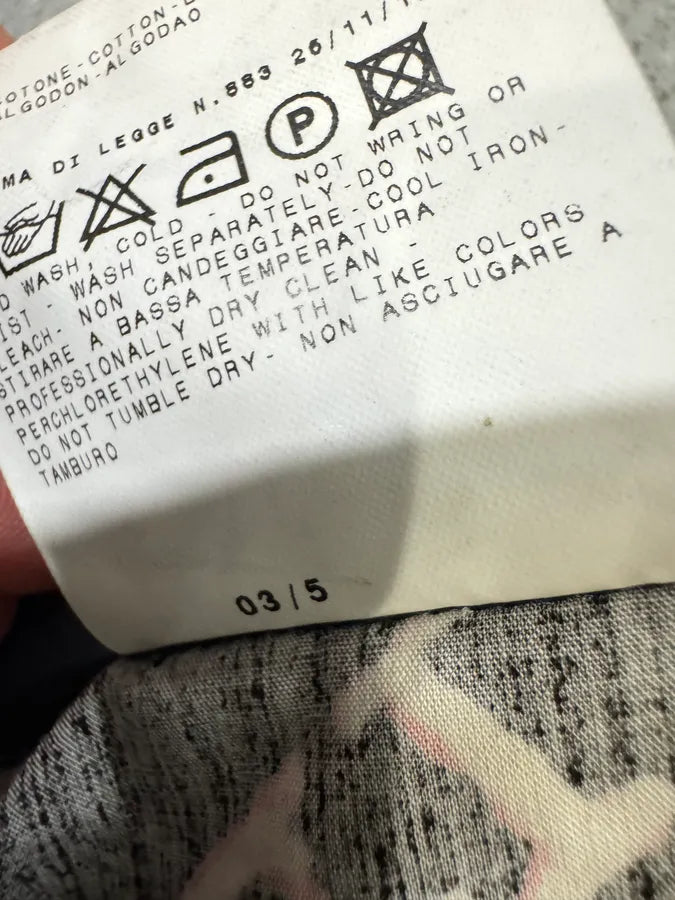 COTONE-COTTON-
ALGODON-ALGODAO
MA DI LEGGE N.883 26/11/
P
D WASH, COLD - DO NOT WRING OR
IST - WASH SEPARATELY-DO NOT
LEACH- NON CANDEGGIARE-COOL IRON-
STIRARE A BASSA TEMPERATURA
PROFESSIONALLY DRY CLEAN -
PERCHLORETHYLENE WITH LIKE COLORS
DO NOT TUMBLE DRY- NON ASCIUGARE A
TAMBURO
03/5